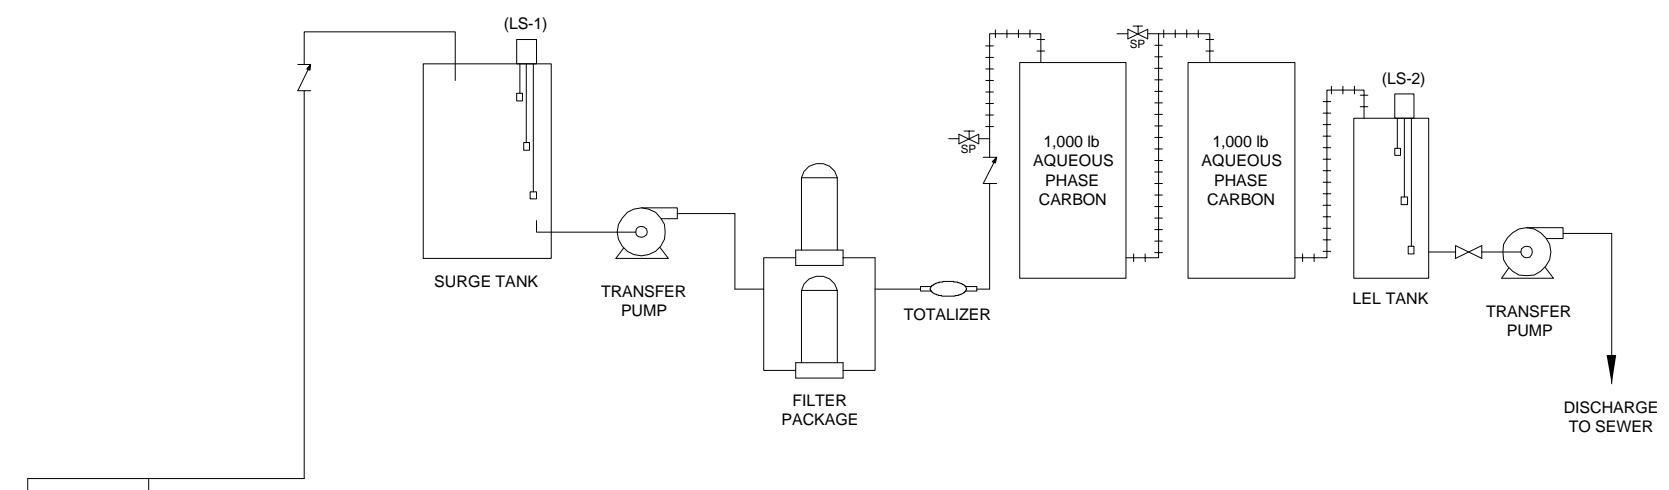 (LS-1)
SURGE TANK
TRANSFER
PUMP
FILTER
PACKAGE
TOTALIZER
SP
1,000 lb
AQUEOUS
PHASE
CARBON
SP
1,000 lb
AQUEOUS
PHASE
CARBON
(LS-2)
LEL TANK
TRANSFER
PUMP
DISCHARGE
TO SEWER